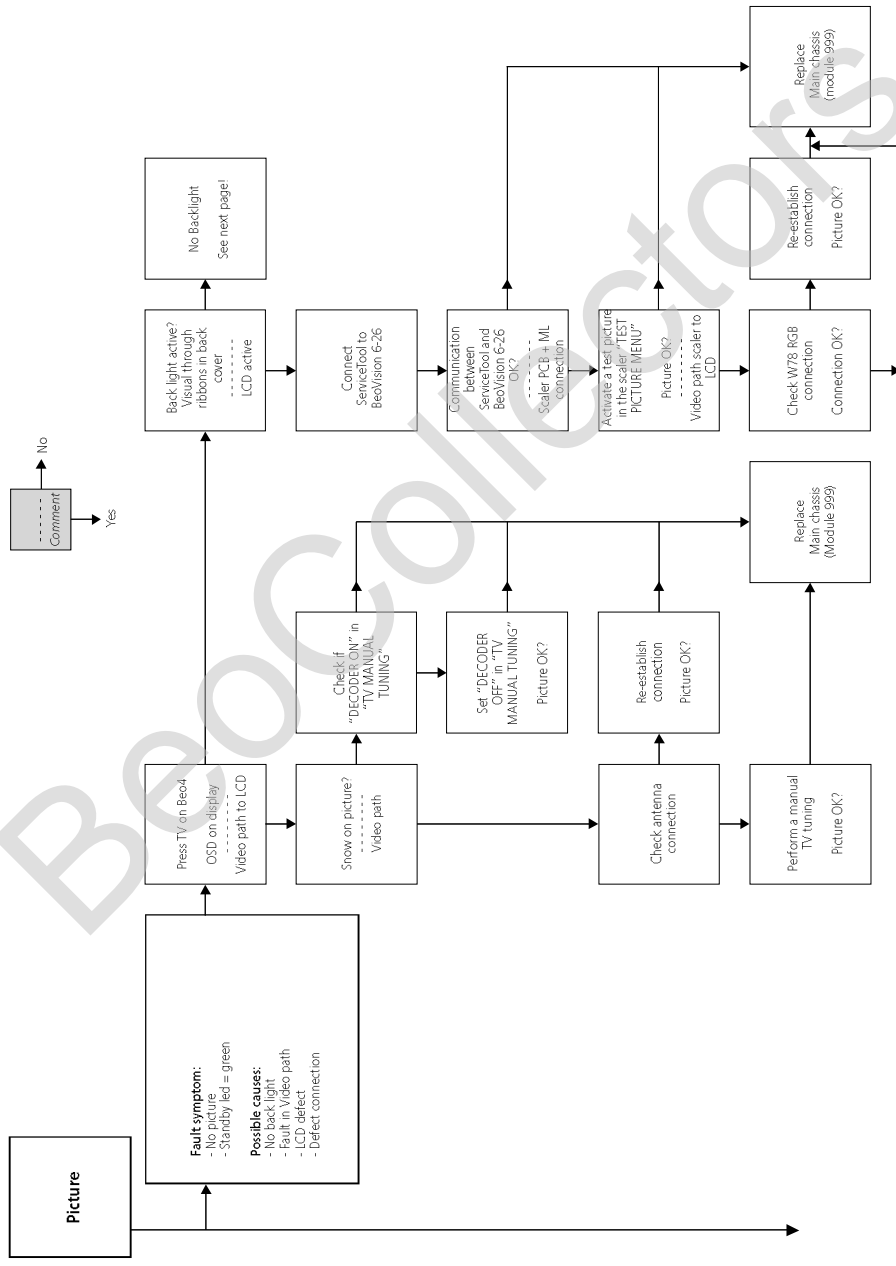 Picture
Fault symptom:
- No picture
- Standby led = green
Possible causes:
- No back light
- Fault in Video path
- LCD defect
- Defect connection
Comment
No
Yes
Press TV on Beo4
OSD on display
Video path to LCD
Back light active?
Visual through
ribbons in back
cover
LCD active
No Backlight
See next page!
Snow on picture?
Video path
Check if
“DECODER ON” in
“TV MANUAL
TUNING”
Connect
ServiceTool to
BeoVision 6-26
Set “DECODER
OFF” in “TV
MANUAL TUNING”
Picture OK?
Communication
between
ServiceTool and
BeoVision 6-26
OK?
Scaler PCB + ML
connection
Check antenna
connection
Re-establish
connection
Picture OK?
Activate a test picture
in the scaler “TEST
PICTURE MENU”
Picture OK?
Video path scaler to
LCD
Perform a manual
TV tuning
Picture OK?
Replace
Main chassis
(Module 999)
Check W78 RGB
connection
Connection OK?
Re-establish
connection
Picture OK?
Replace
Main chassis
(module 999)
BeoCollectors